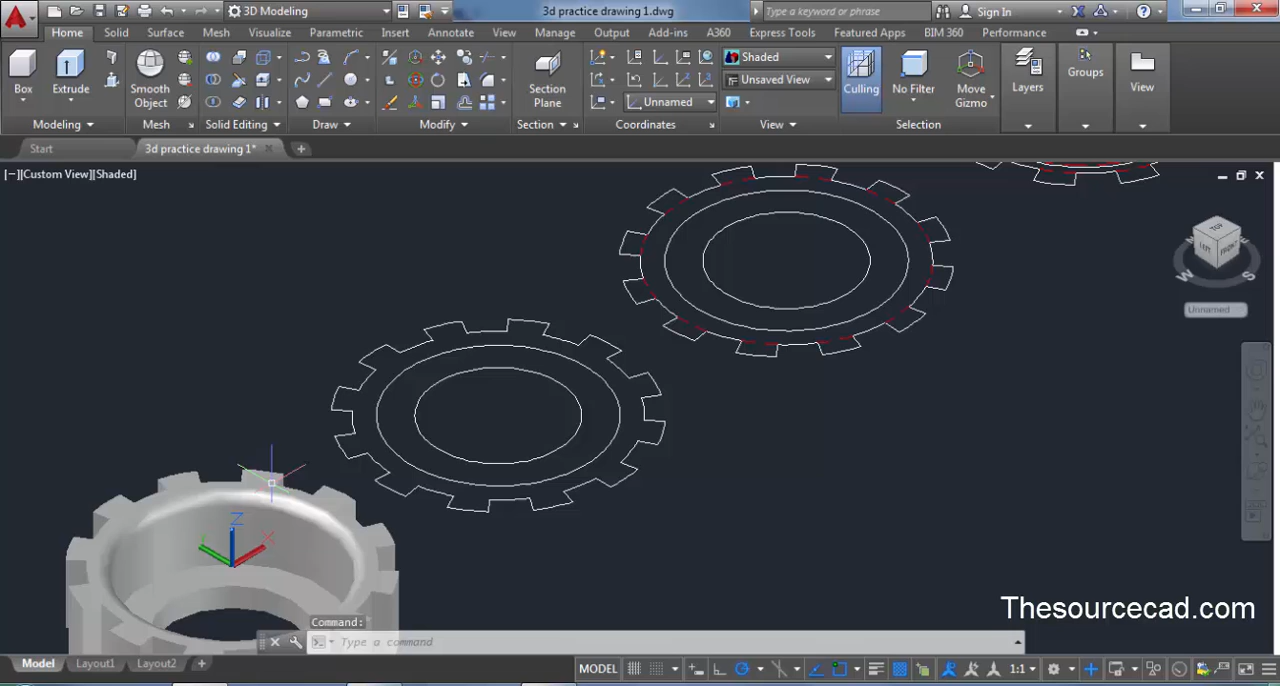 3D Modeling
3d practice drawing 1.dwg
Type a keyword or phrase
Sign In
Home Solid Surface Mesh Visualize Parametric Insert Annotate View Manage Output Add-ins A360 Express Tools Featured Apps BIM 360 Performance
Box
Extrude
Smooth
Object
Section
Plane
Unnamed
Shaded
Unsaved View
Culling
No Filter
Move
Gizmo
Layers
Groups
View
Modeling
Mesh
Solid Editing
Draw
Modify
Section
Coordinates
View
Selection
Start
3d practice drawing 1*
[−][Custom View][Shaded]
TOP
LEFT
FRONT
W
S
Unnamed
Z
X
Thesourcecad.com
Command:
Type a command
Model Layout1 Layout2
MODEL
1:1